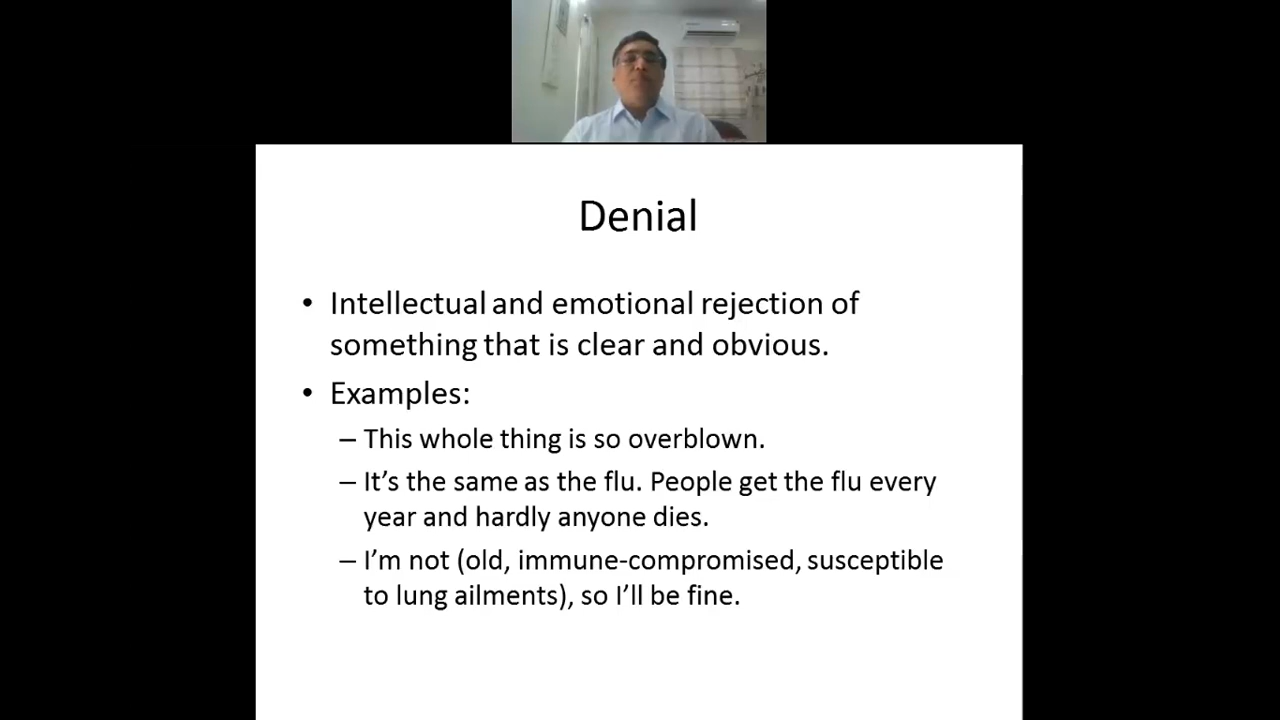 Denial
• Intellectual and emotional rejection of
something that is clear and obvious.
• Examples:
– This whole thing is so overblown.
– It’s the same as the flu. People get the flu every
year and hardly anyone dies.
– I’m not (old, immune-compromised, susceptible
to lung ailments), so I’ll be fine.